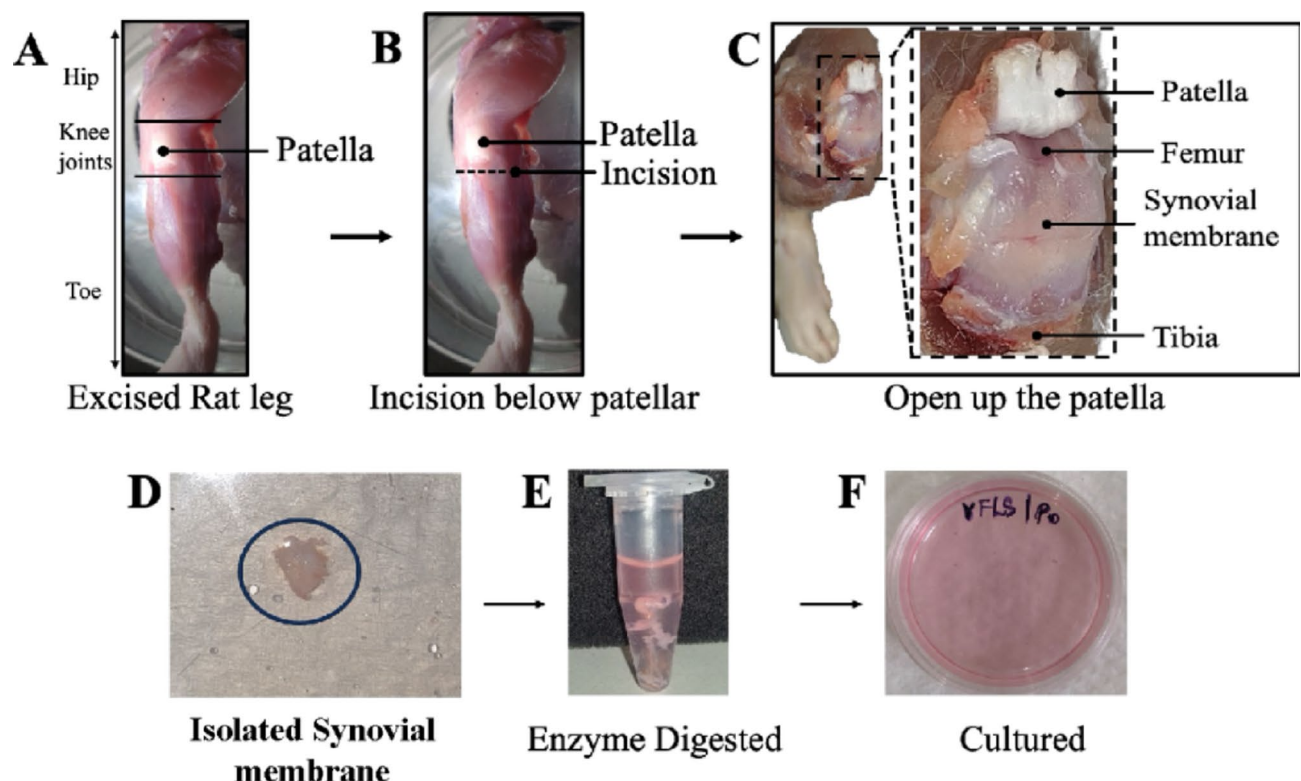 A
Hip
Knee
joints
Toe
Patella
Excised Rat leg
B
Patella
Incision
Incision below patellar
C
Patella
Femur
Synovial
membrane
Tibia
Open up the patella
D
Isolated Synovial
membrane
E
Enzyme Digested
F
rFLS/P0
Cultured